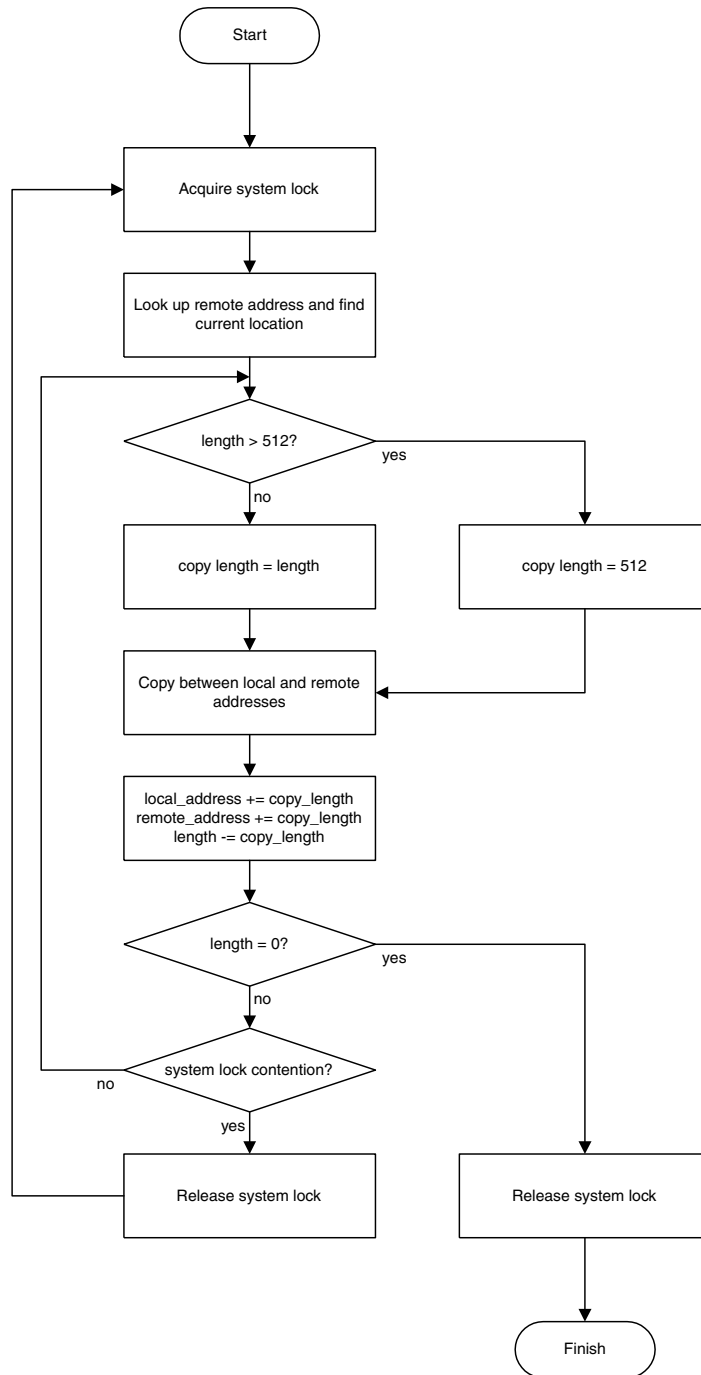 Start
Acquire system lock
Look up remote address and find
current location
length > 512?
yes
no
copy length = length
copy length = 512
Copy between local and remote
addresses
local_address += copy_length
remote_address += copy_length
length -= copy_length
length = 0?
yes
no
system lock contention?
no
yes
Release system lock
Release system lock
Finish